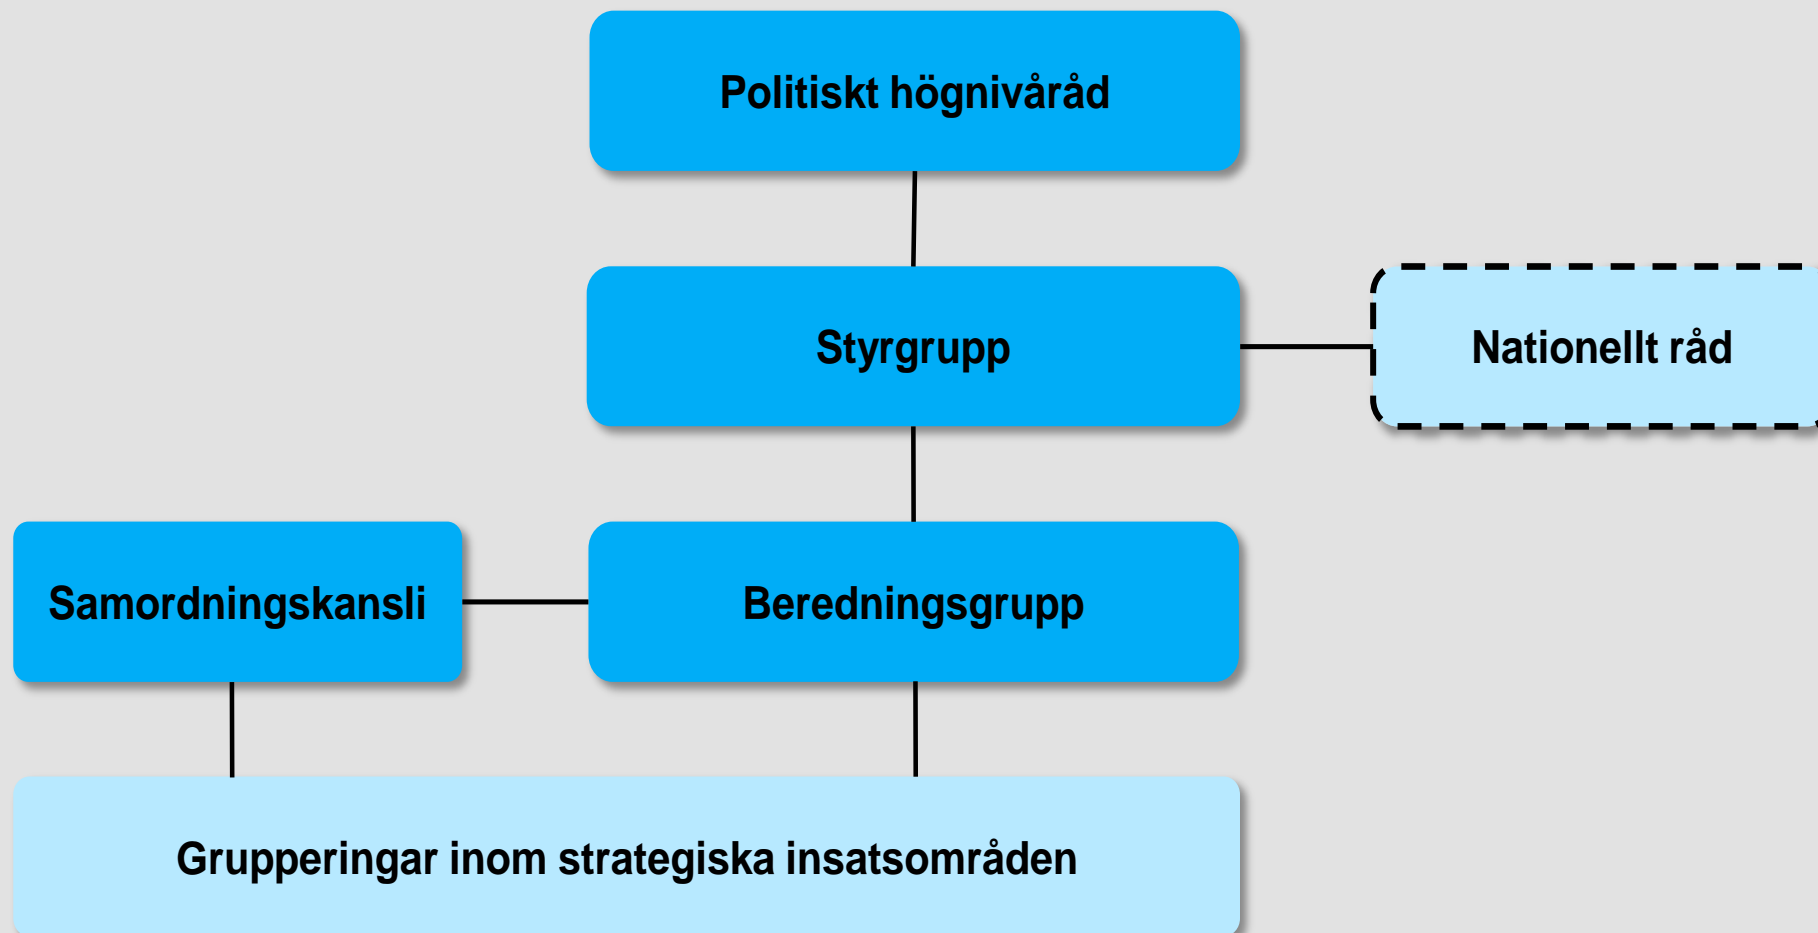 Politiskt högnivåråd
Styrgrupp
Nationellt råd
Samordningskansli
Beredningsgrupp
Grupperingar inom strategiska insatsområden